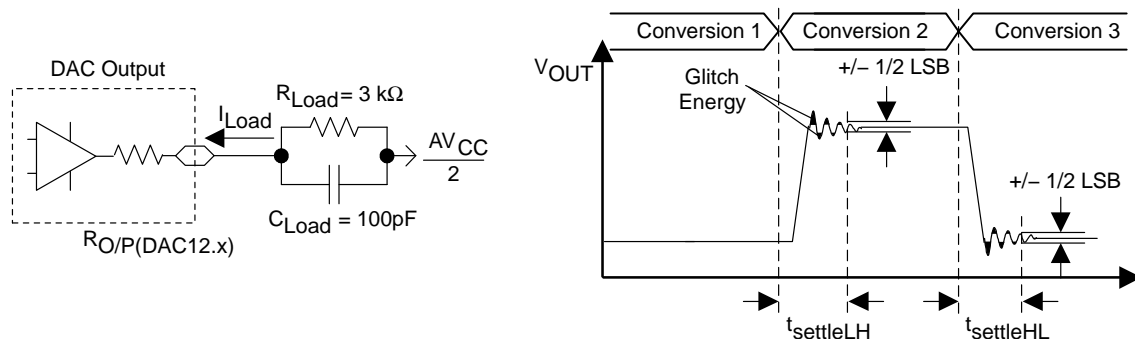 DAC Output
R_Load = 3 kΩ
I_Load
AV_CC
2
C_Load = 100pF
R_O/P(DAC12.x)
Conversion 1
Conversion 2
Conversion 3
V_OUT
Glitch
Energy
+/− 1/2 LSB
+/− 1/2 LSB
t_settleLH
t_settleHL